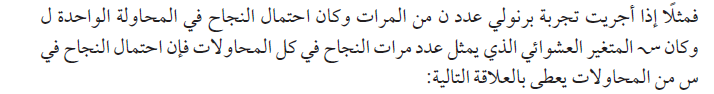 فمثلًا إذا أجريت تجربة برنولي عدد ن من المرات وكان احتمال النجاح في المحاولة الواحدة ل
وكان سہ المتغير العشوائي الذي يمثل عدد مرات النجاح في كل المحاولات فإن احتمال النجاح في
س من المحاولات يعطى بالعلاقة التالية: